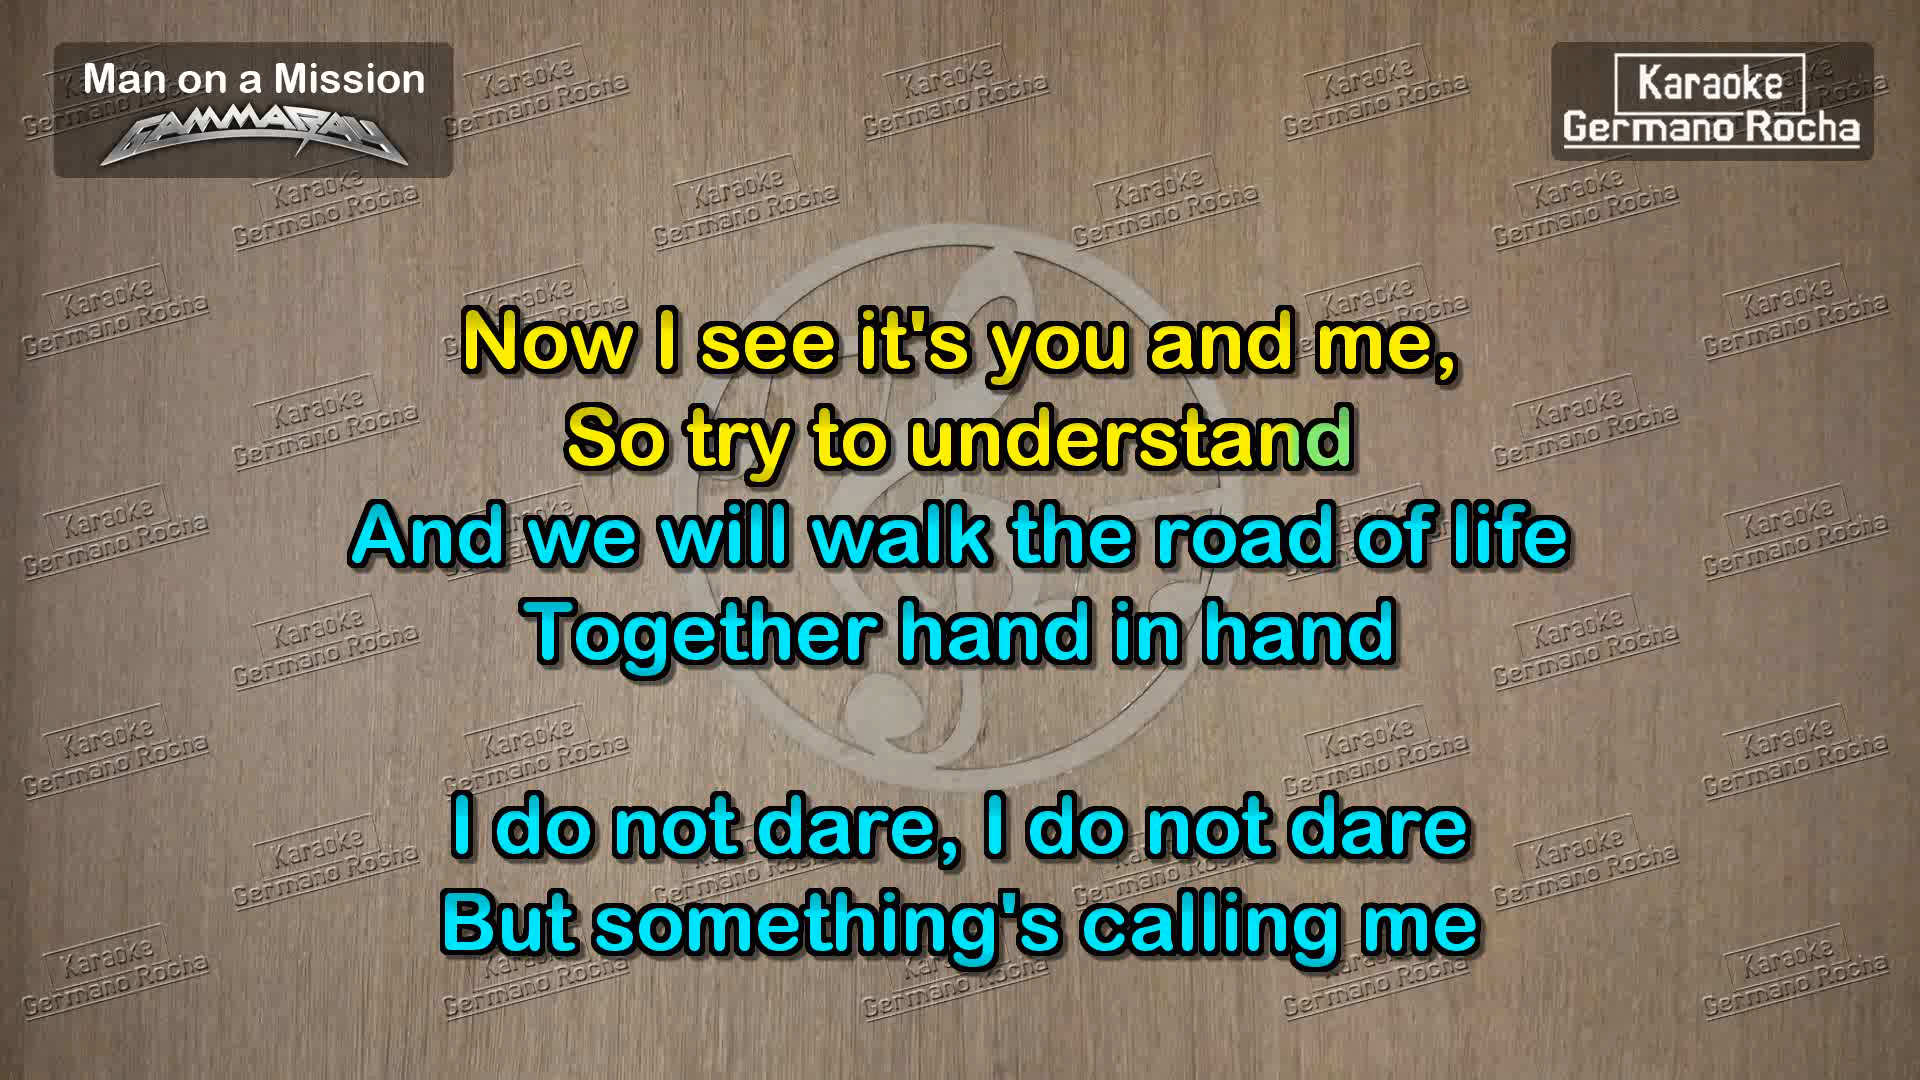 Man on a Mission
GAMMARAY
Karaoke
Germano Rocha
Now I see it's you and me,
So try to understand
And we will walk the road of life
Together hand in hand
I do not dare, I do not dare
But something's calling me